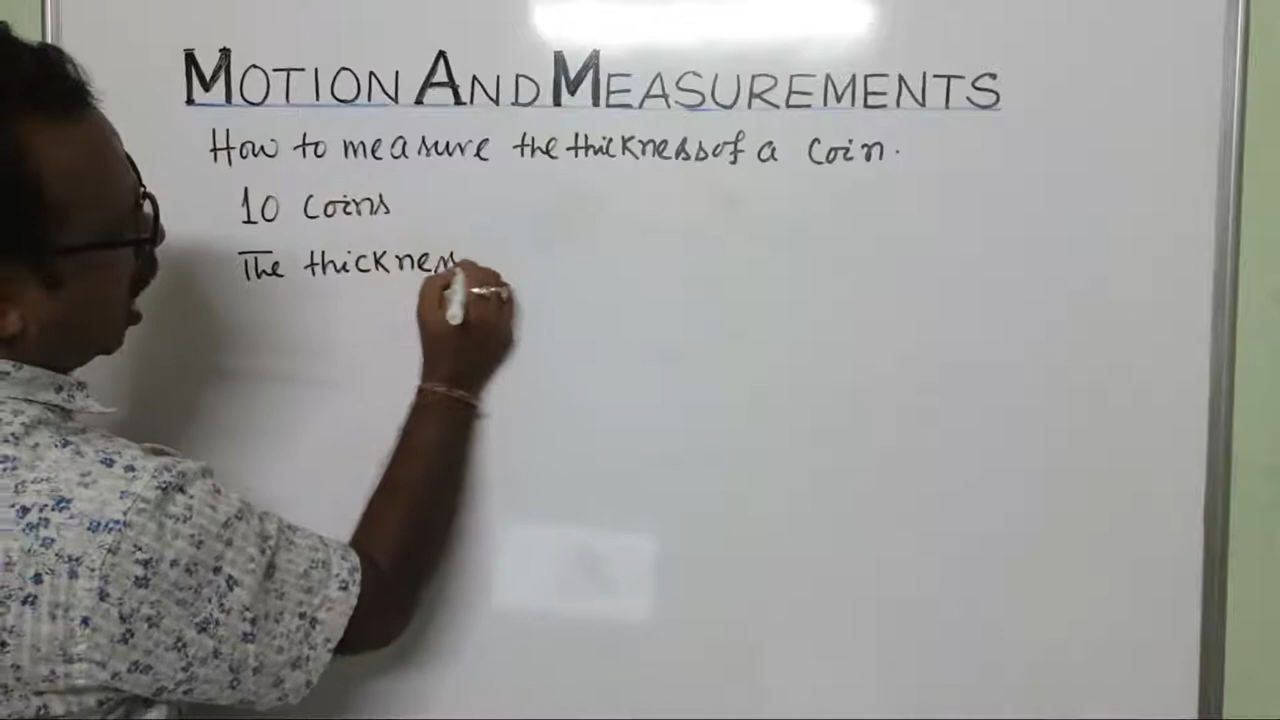 MOTION AND MEASUREMENTS
How to measure the thickness of a coin.
10 coins
The thickness